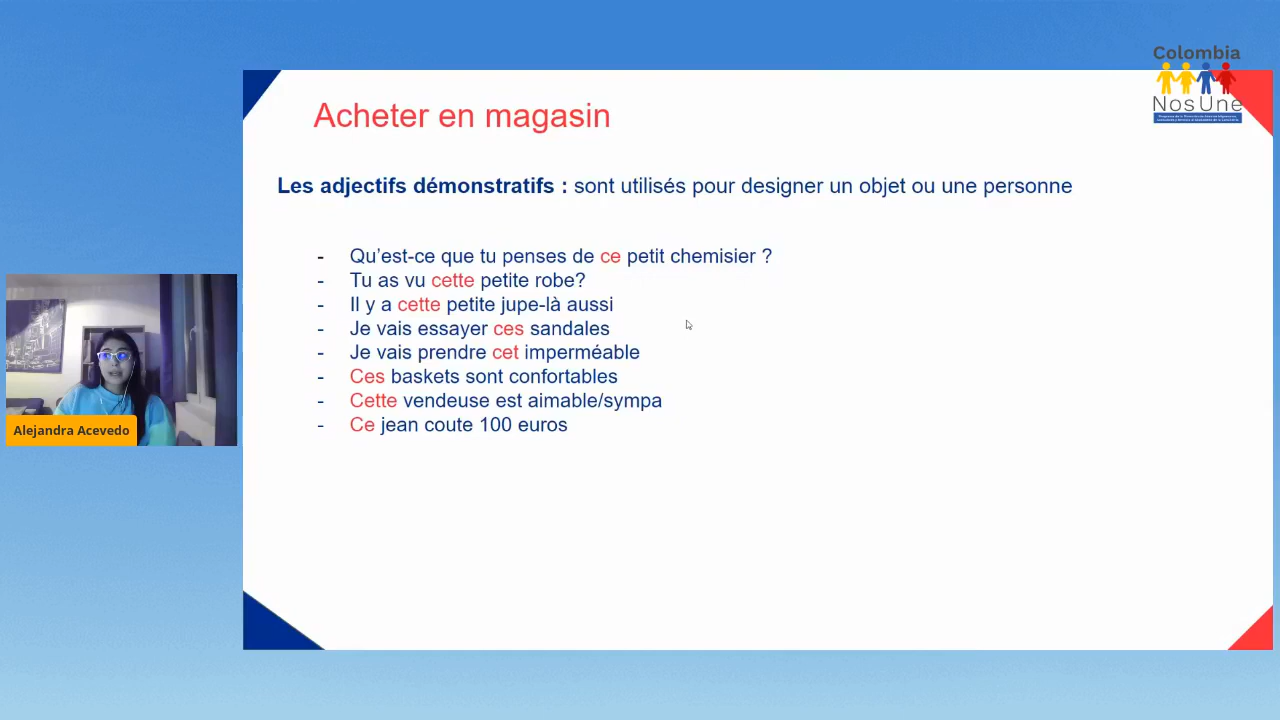 Colombia
NosUne
Acheter en magasin
Les adjectifs démonstratifs : sont utilisés pour designer un objet ou une personne
- Qu'est-ce que tu penses de ce petit chemisier ?
- Tu as vu cette petite robe?
- Il y a cette petite jupe-là aussi
- Je vais essayer ces sandales
- Je vais prendre cet imperméable
- Ces baskets sont confortables
- Cette vendeuse est aimable/sympa
- Ce jean coute 100 euros
Alejandra Acevedo